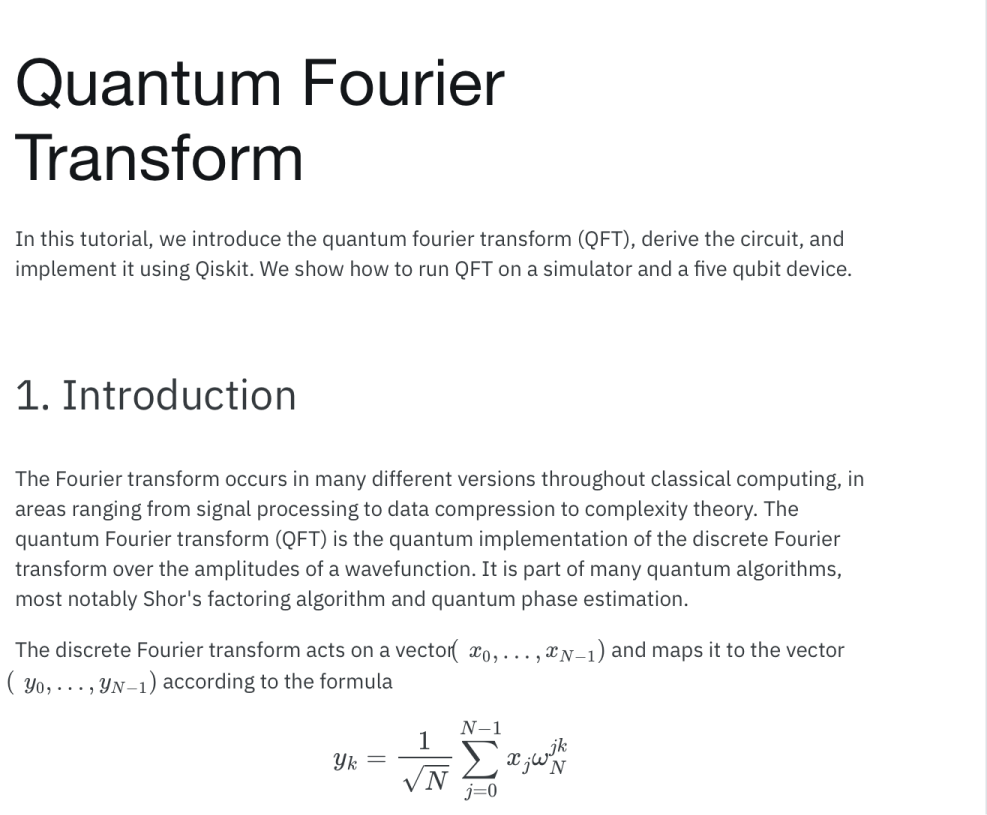 Quantum Fourier
Transform
In this tutorial, we introduce the quantum fourier transform (QFT), derive the circuit, and
implement it using Qiskit. We show how to run QFT on a simulator and a five qubit device.
1. Introduction
The Fourier transform occurs in many different versions throughout classical computing, in
areas ranging from signal processing to data compression to complexity theory. The
quantum Fourier transform (QFT) is the quantum implementation of the discrete Fourier
transform over the amplitudes of a wavefunction. It is part of many quantum algorithms,
most notably Shor's factoring algorithm and quantum phase estimation.
The discrete Fourier transform acts on a vector( x_0, . . . , x_{N−1}) and maps it to the vector
( y_0, . . . , y_{N−1}) according to the formula
y_k = \frac{1}{\sqrt{N}} \sum_{j=0}^{N−1} x_j ω_N^{jk}